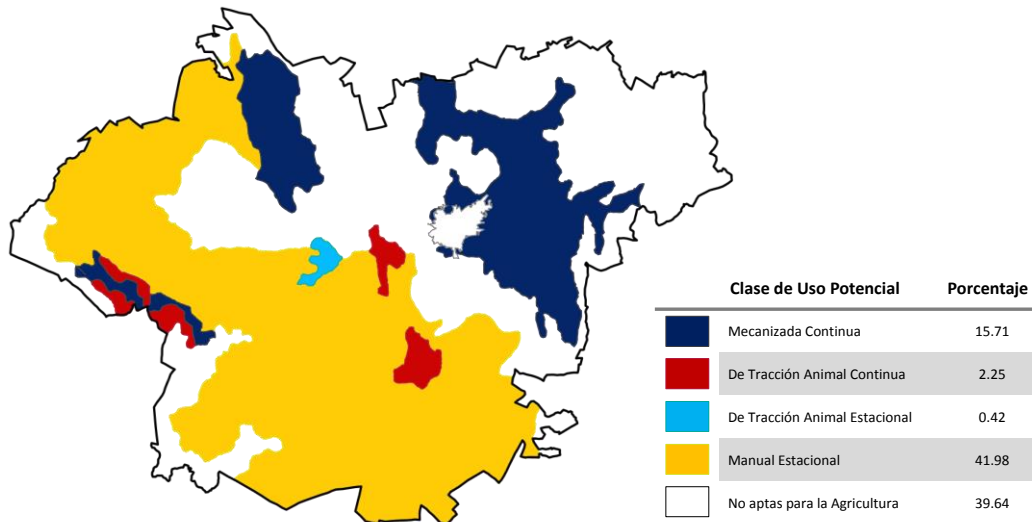 Clase de Uso Potencial Porcentaje
Mecanizada Continua 15.71
De Tracción Animal Continua 2.25
De Tracción Animal Estacional 0.42
Manual Estacional 41.98
No aptas para la Agricultura 39.64